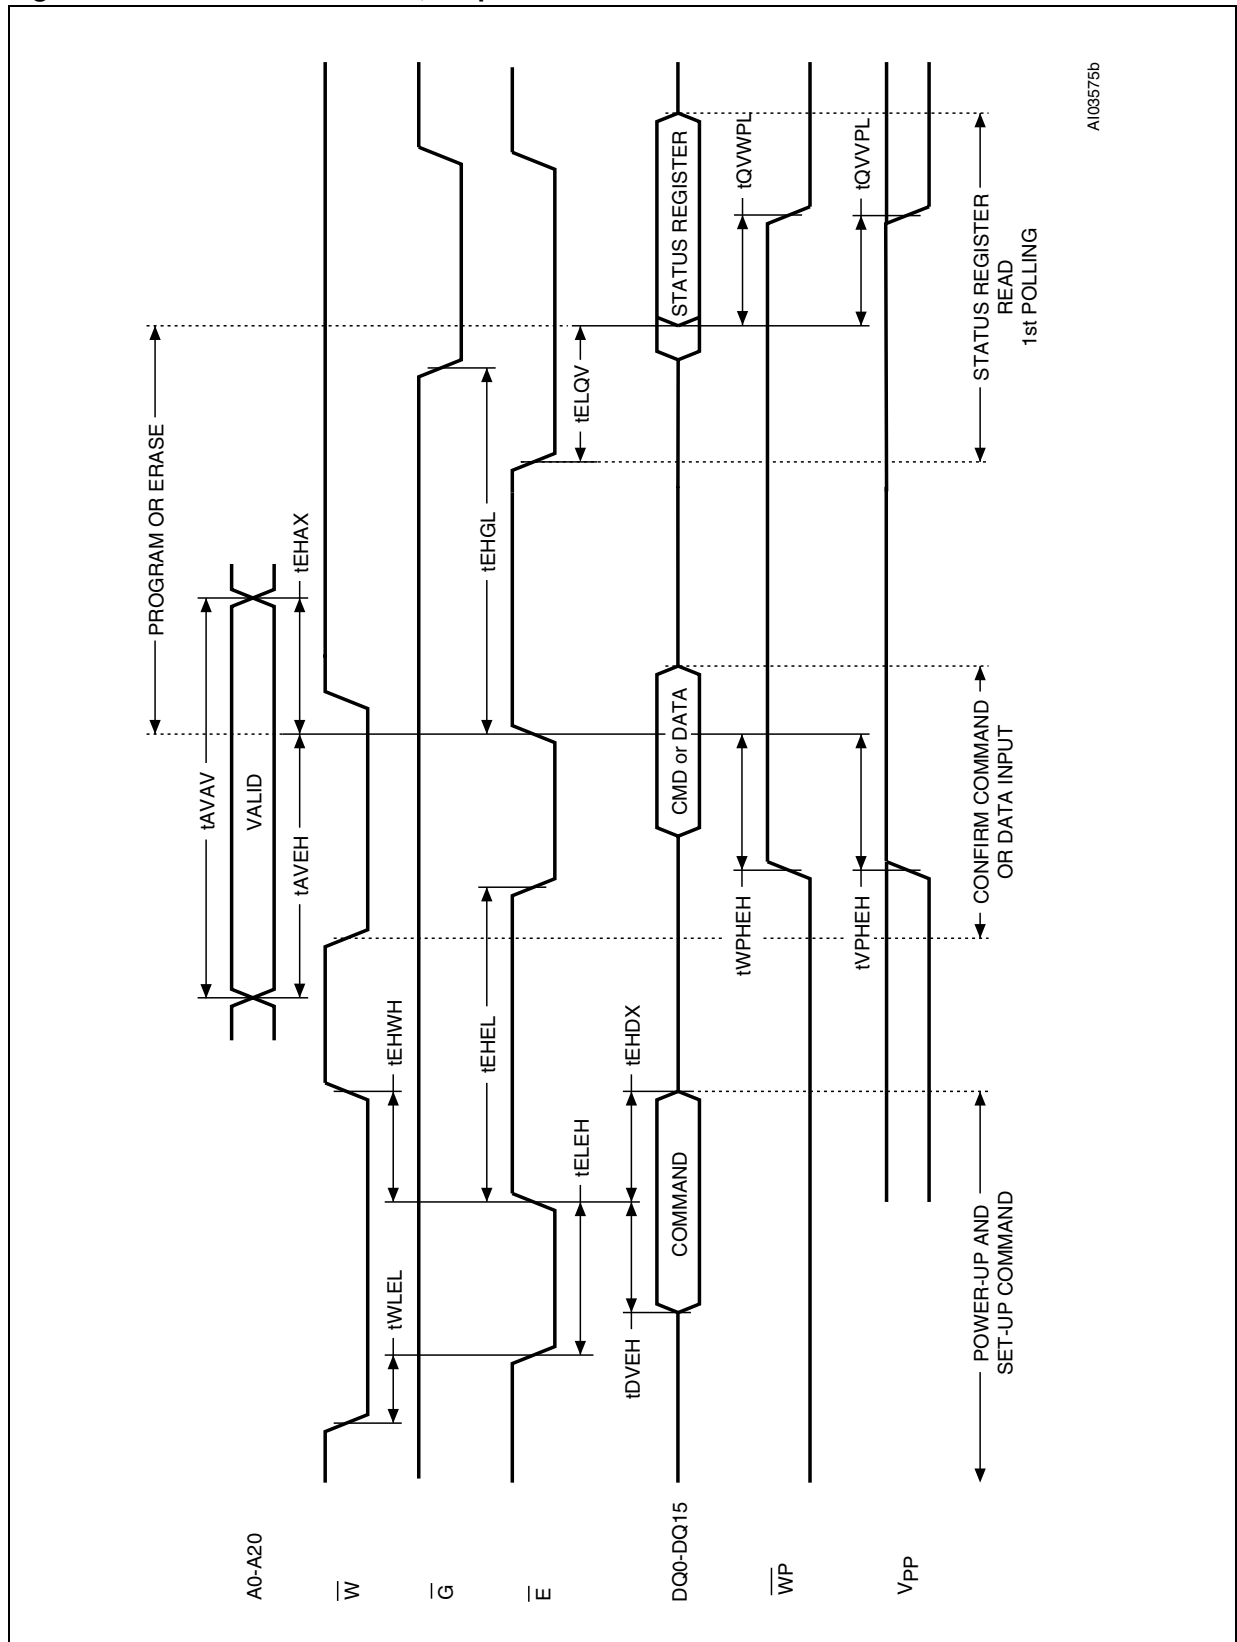 PROGRAM OR ERASE
tAVAV
A0-A20
VALID
tAVEH
tEHAX
W
tWLEL
tEHWH
G
tEHEL
tEHGL
E
tELEH
tELQV
tDVEH
tEHDX
DQ0-DQ15
COMMAND
CMD or DATA
STATUS REGISTER
tWPHEH
tQVWPL
WP
tVPHEH
tQVVPL
VPP
POWER-UP AND
SET-UP COMMAND
CONFIRM COMMAND
OR DATA INPUT
STATUS REGISTER
READ
1st POLLING
AI03575b